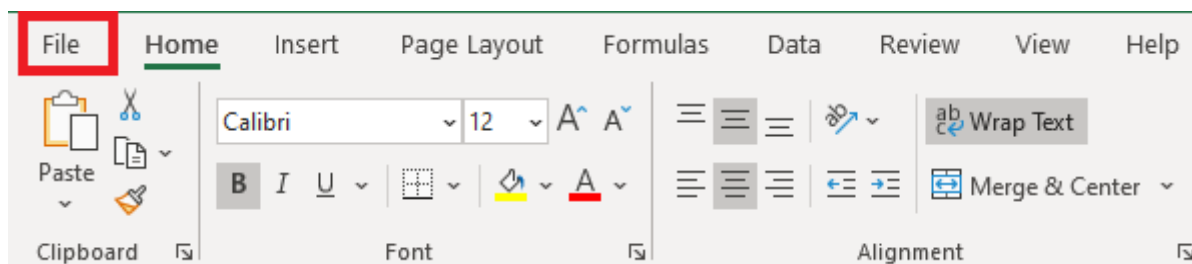 File Home Insert Page Layout Formulas Data Review View Help
Calibri 12 A A ab Wrap Text
Paste
B I U A Merge & Center
Clipboard Font Alignment